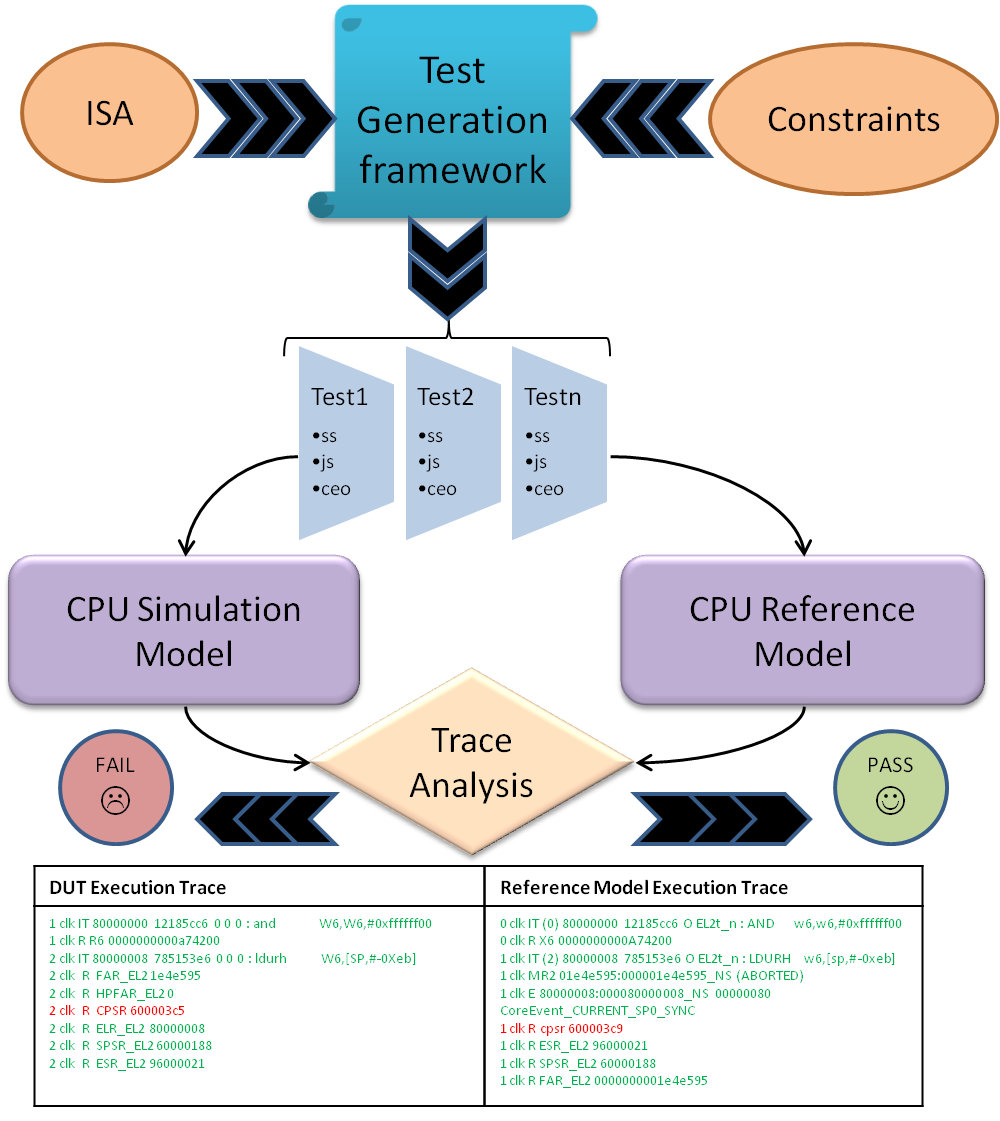 ISA
Test
Generation
framework
Constraints
Test1
•ss
•js
•ceo
Test2
•ss
•js
•ceo
Testn
•ss
•js
•ceo
CPU Simulation
Model
CPU Reference
Model
Trace
Analysis
FAIL
PASS
DUT Execution Trace
1 clk IT 80000000 12185cc6 0 0 0 : and W6,W6,#0xffffff00
1 clk R R6 0000000000a74200
2 clk IT 80000008 785153e6 0 0 0 : ldurh W6,[SP,#-0Xeb]
2 clk R FAR_EL2 1e4e595
2 clk R HPFAR_EL2 0
2 clk R CPSR 600003c5
2 clk R ELR_EL2 80000008
2 clk R SPSR_EL2 60000188
2 clk R ESR_EL2 96000021
Reference Model Execution Trace
0 clk IT (0) 80000000 12185cc6 O EL2t_n : AND w6,w6,#0xffffff00
0 clk R X6 0000000000A74200
1 clk IT (2) 80000008 785153e6 O EL2t_n : LDURH w6,[sp,#-0xeb]
1 clk MR2 01e4e595:000001e4e595_NS (ABORTED)
1 clk E 80000008:000080000008_NS 00000080
CoreEvent_CURRENT_SP0_SYNC
1 clk R cpsr 600003c9
1 clk R ESR_EL2 96000021
1 clk R SPSR_EL2 60000188
1 clk R FAR_EL2 0000000001e4e595